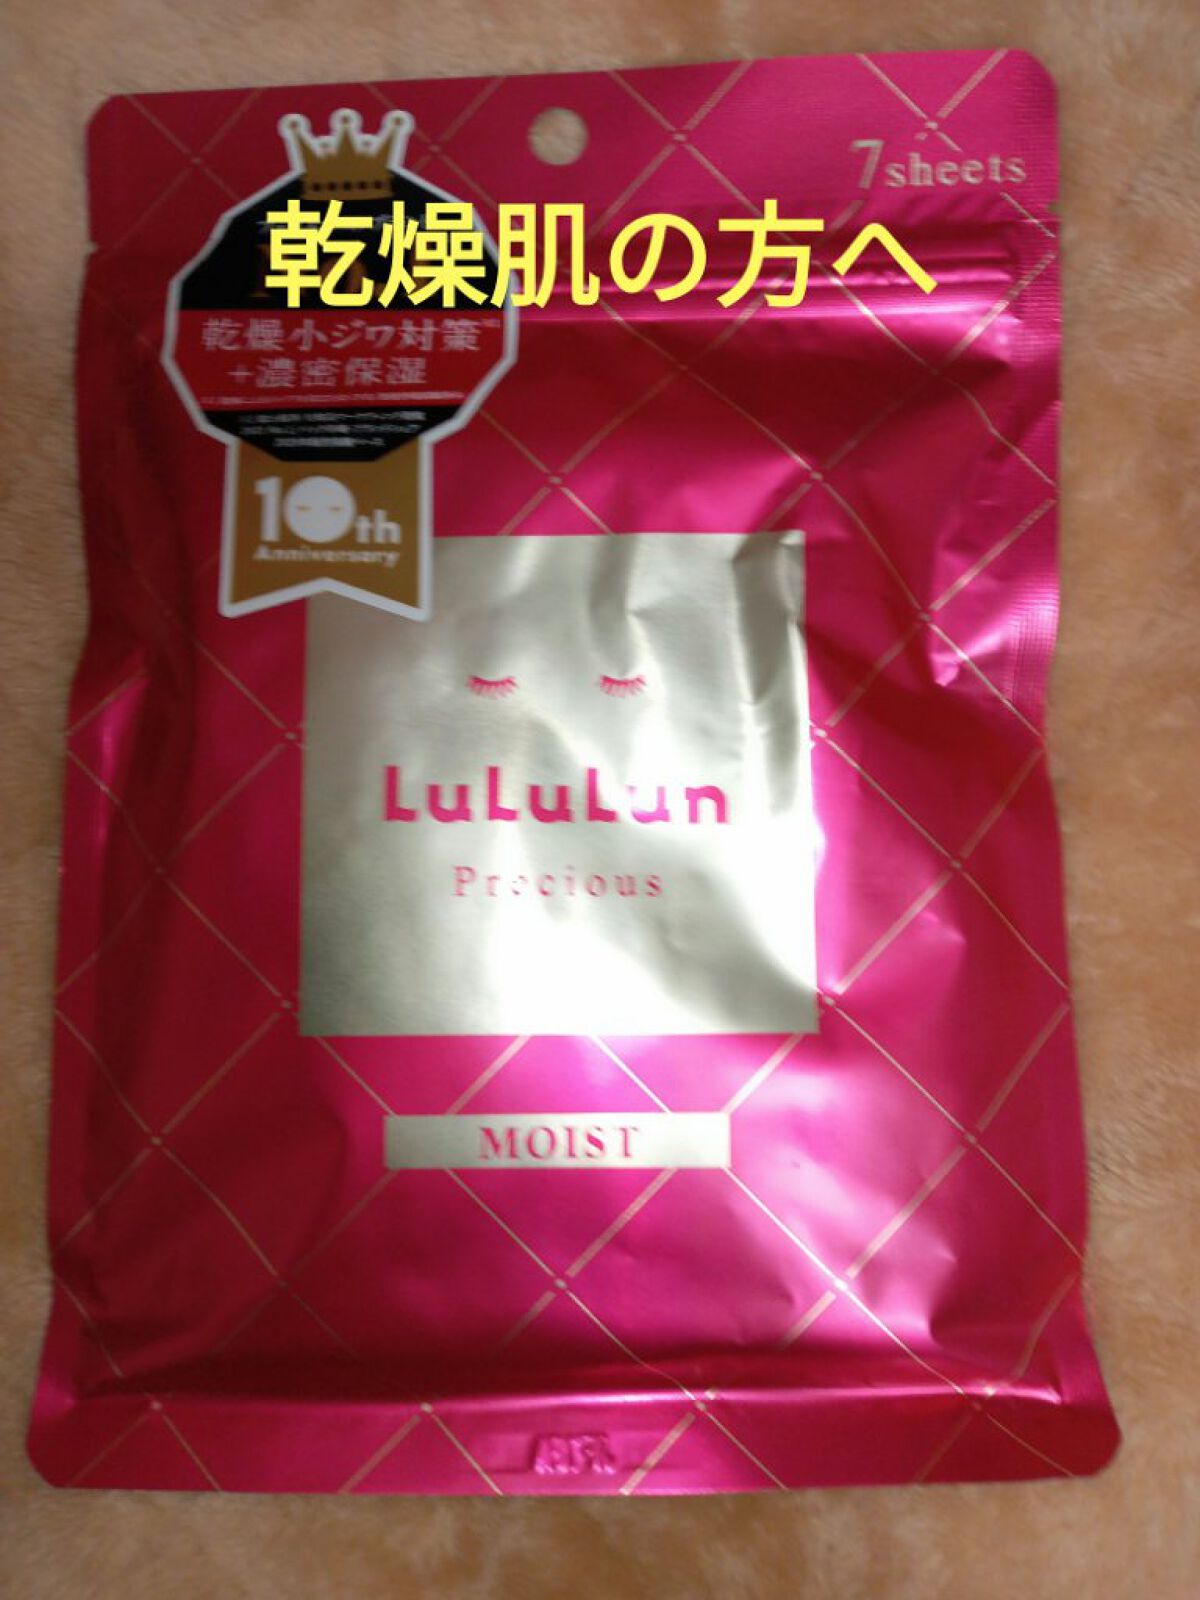 7sheets
乾燥肌の方へ
乾燥小ジワ対策
+濃密保湿
10th
Anniversary
LuLuLun
Precious
MOIST